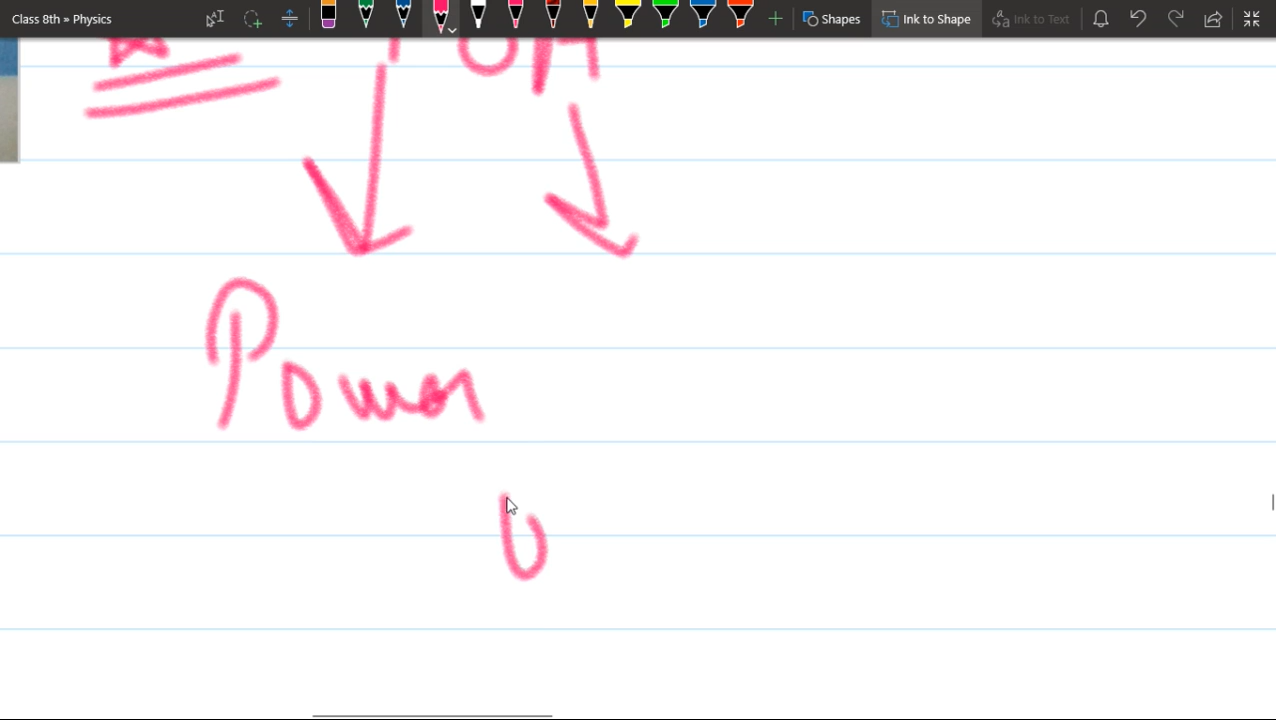 Class 8th » Physics
Shapes
Ink to Shape
Ink to Text
Power